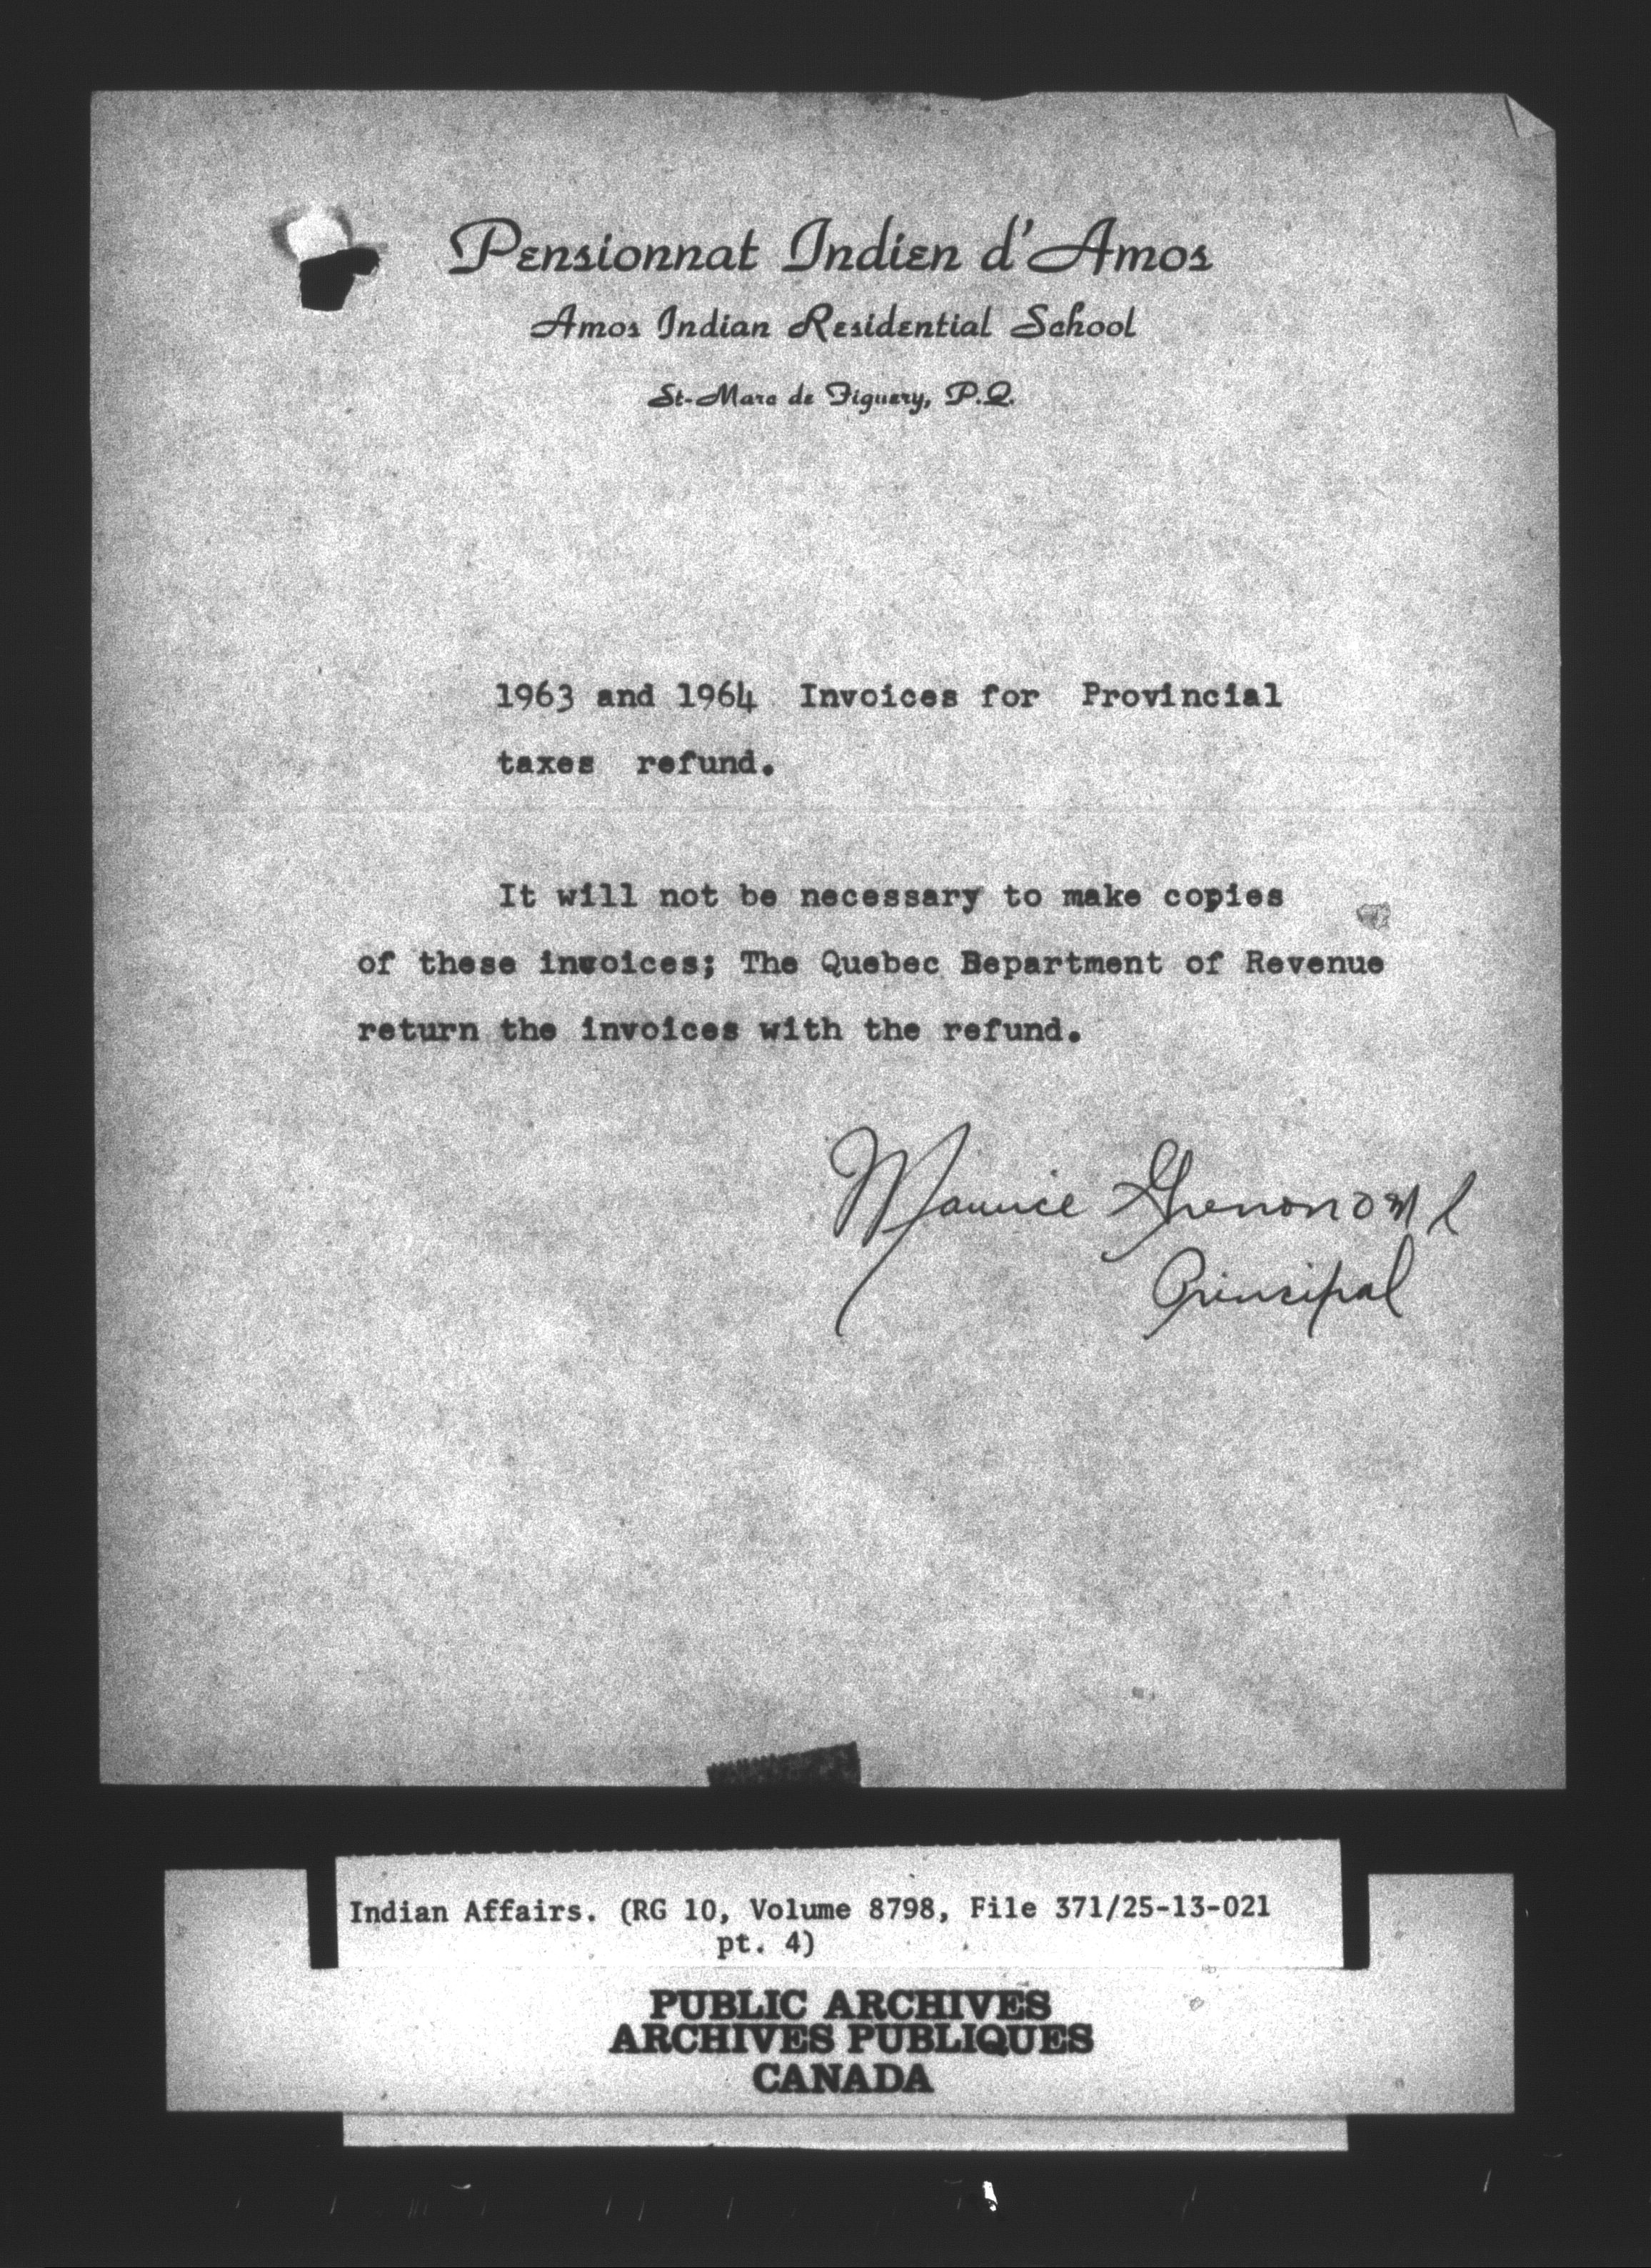 Pensionnat Indien d'Amos
Amos Indian Residential School
St-Marc de Figuery, P.Q.
1963 and 1964 Invoices for Provincial
taxes refund.
It will not be necessary to make copies
of these invoices; The Quebec Department of Revenue
return the invoices with the refund.
Maurice Grenon o m i
Principal
Indian Affairs. (RG 10, Volume 8798, File 371/25-13-021
pt. 4)
PUBLIC ARCHIVES
ARCHIVES PUBLIQUES
CANADA